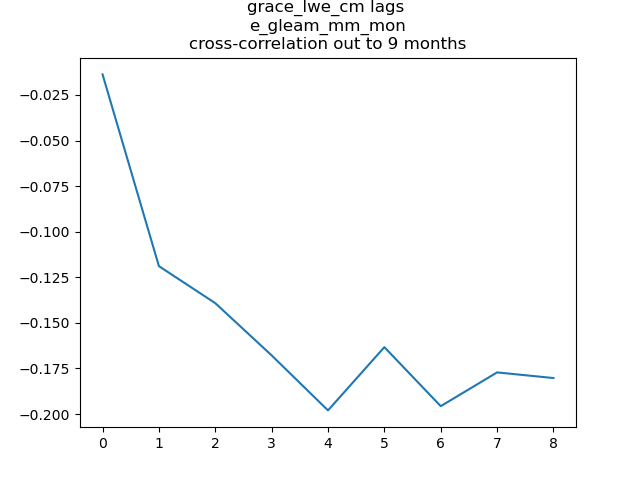 grace_lwe_cm lags
e_gleam_mm_mon
cross-correlation out to 9 months
−0.025
−0.050
−0.075
−0.100
−0.125
−0.150
−0.175
−0.200
0 1 2 3 4 5 6 7 8